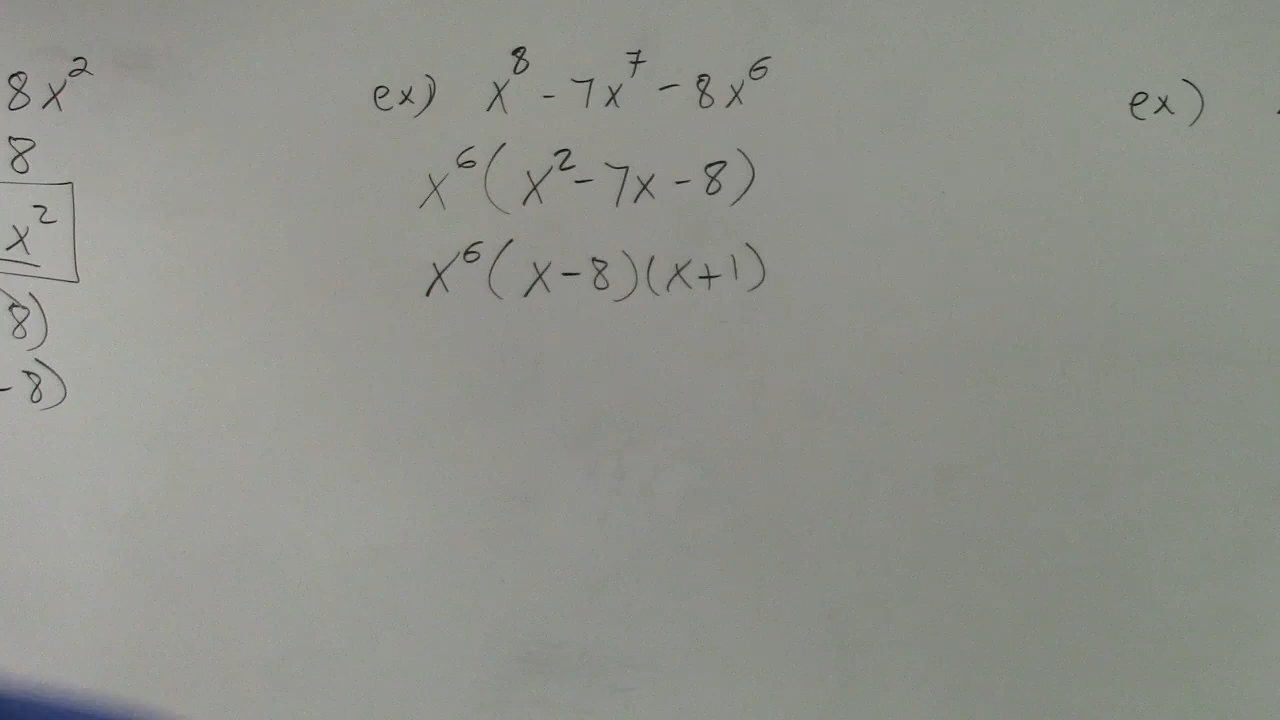 8x²
8
x²
8)
-8)
ex) x⁸ - 7x⁷ - 8x⁶
x⁶(x² - 7x - 8)
x⁶(x - 8)(x + 1)
ex)